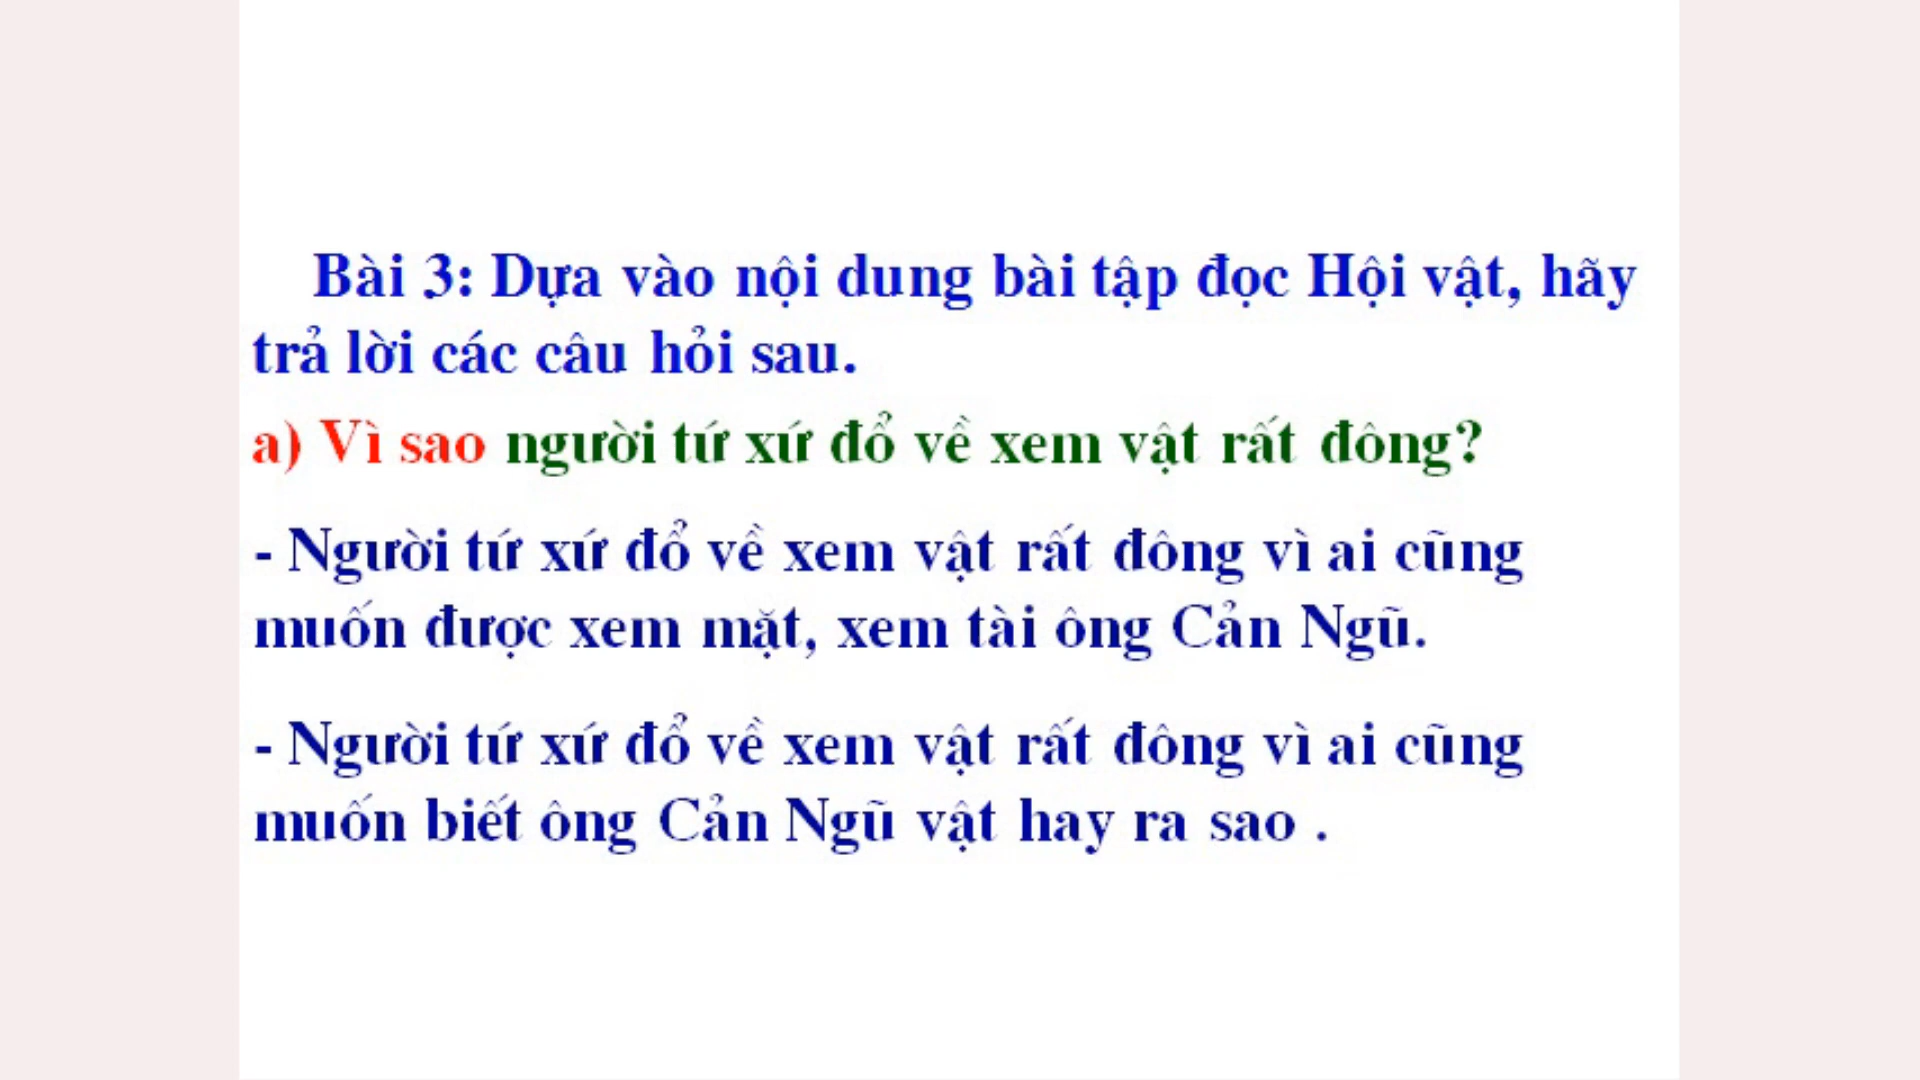 Bài 3: Dựa vào nội dung bài tập đọc Hội vật, hãy
trả lời các câu hỏi sau.
a) Vì sao người tứ xứ đổ về xem vật rất đông?
- Người tứ xứ đổ về xem vật rất đông vì ai cũng
muốn được xem mặt, xem tài ông Cản Ngũ.
- Người tứ xứ đổ về xem vật rất đông vì ai cũng
muốn biết ông Cản Ngũ vật hay ra sao .